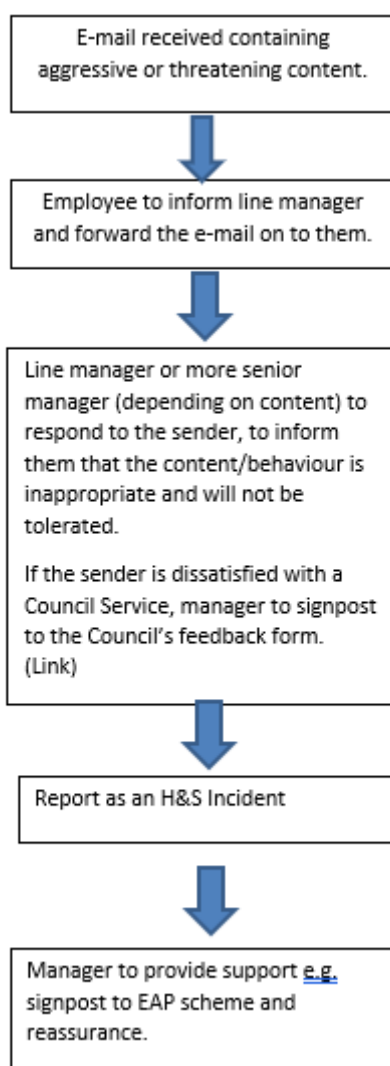 E-mail received containing
aggressive or threatening content.
Employee to inform line manager
and forward the e-mail on to them.
Line manager or more senior
manager (depending on content) to
respond to the sender, to inform
them that the content/behaviour is
inappropriate and will not be
tolerated.
If the sender is dissatisfied with a
Council Service, manager to signpost
to the Council’s feedback form.
(Link)
Report as an H&S Incident
Manager to provide support e.g.
signpost to EAP scheme and
reassurance.